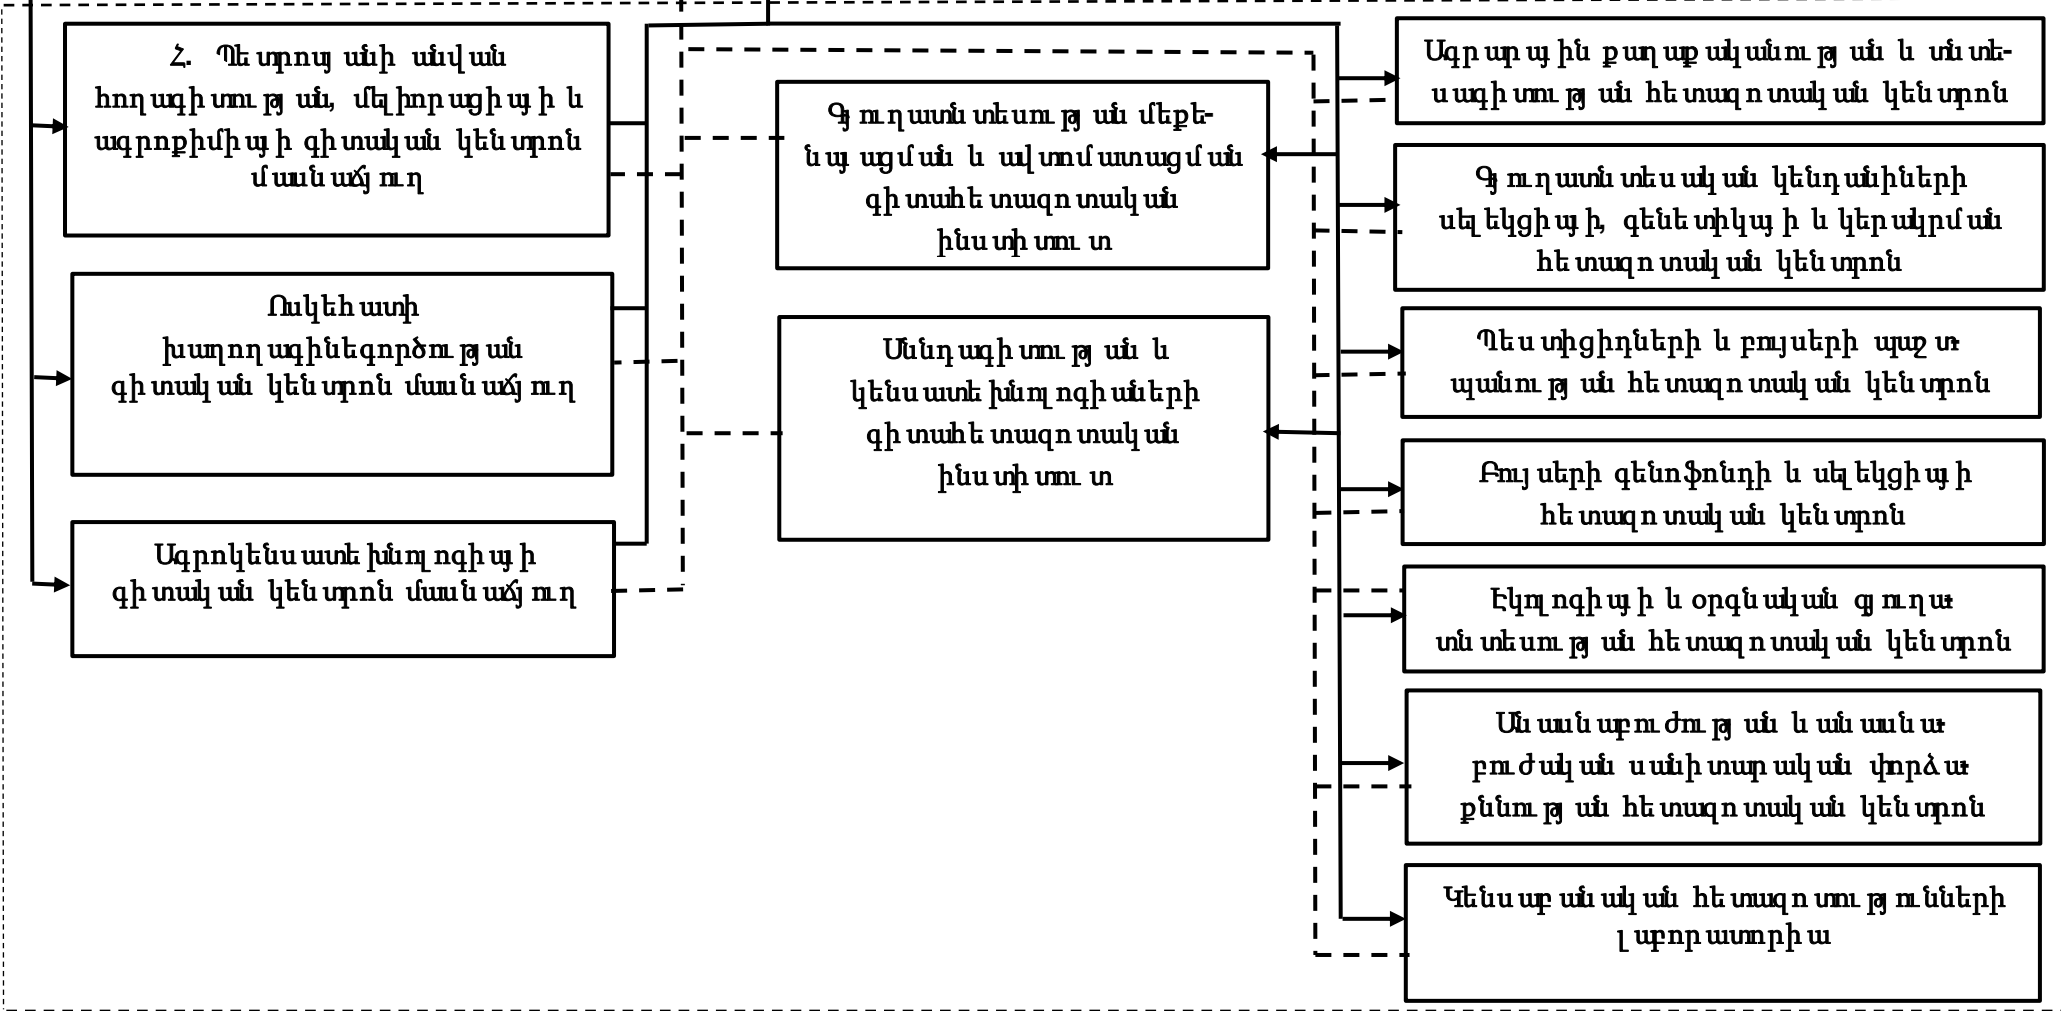 Հ. Պետրոսյանի անվան
հողագիտության, մելիորացիայի և
ագրոքիմիայի գիտական կենտրոն
մասնաճյուղ
Ոսկեհատի
խաղողագինեգործության
գիտական կենտրոն մասնաճյուղ
Ագրոկենսատեխնոլոգիայի
գիտական կենտրոն մասնաճյուղ
Գյուղատնտեսության մեքե-
նայացման և ավտոմատացման
գիտահետազոտական
ինստիտուտ
Սննդագիտության և
կենսատեխնոլոգիաների
գիտահետազոտական
ինստիտուտ
Ագրարային քաղաքականության և տնտե-
սագիտության հետազոտական կենտրոն
Գյուղատնտեսական կենդանիների
սելեկցիայի, գենետիկայի և կերակրման
հետազոտական կենտրոն
Պեստիցիդների և բույսերի պաշտ-
պանության հետազոտական կենտրոն
Բույսերի գենոֆոնդի և սելեկցիայի
հետազոտական կենտրոն
Էկոլոգիայի և օրգնական գյուղա-
տնտեսության հետազոտական կենտրոն
Անասնաբուժության և անասնա-
բուժական սանիտարական փորձա-
քննության հետազոտական կենտրոն
Կենսաբանական հետազոտությունների
լաբորատորիա